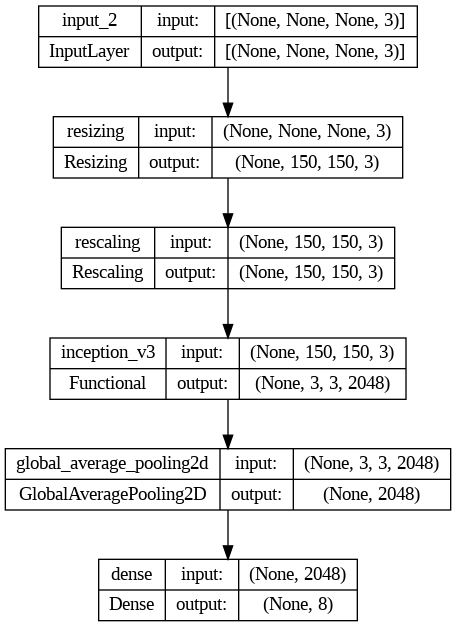 input_2 input: [(None, None, None, 3)]
InputLayer output: [(None, None, None, 3)]
resizing input: (None, None, None, 3)
Resizing output: (None, 150, 150, 3)
rescaling input: (None, 150, 150, 3)
Rescaling output: (None, 150, 150, 3)
inception_v3 input: (None, 150, 150, 3)
Functional output: (None, 3, 3, 2048)
global_average_pooling2d input: (None, 3, 3, 2048)
GlobalAveragePooling2D output: (None, 2048)
dense input: (None, 2048)
Dense output: (None, 8)